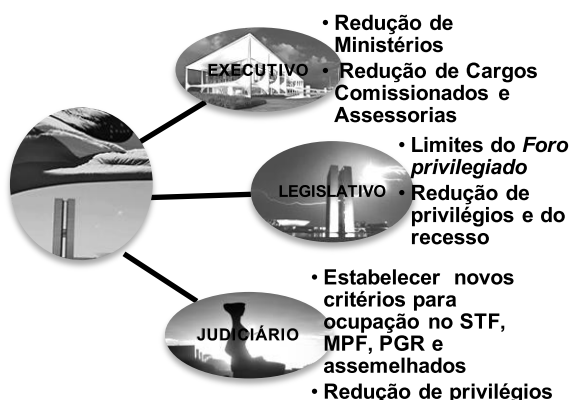 EXECUTIVO
• Redução de
Ministérios
• Redução de Cargos
Comissionados e
Assessorias
LEGISLATIVO
• Limites do Foro
privilegiado
• Redução de
privilégios e do
recesso
JUDICIÁRIO
• Estabelecer novos
critérios para
ocupação no STF,
MPF, PGR e
assemelhados
• Redução de privilégios